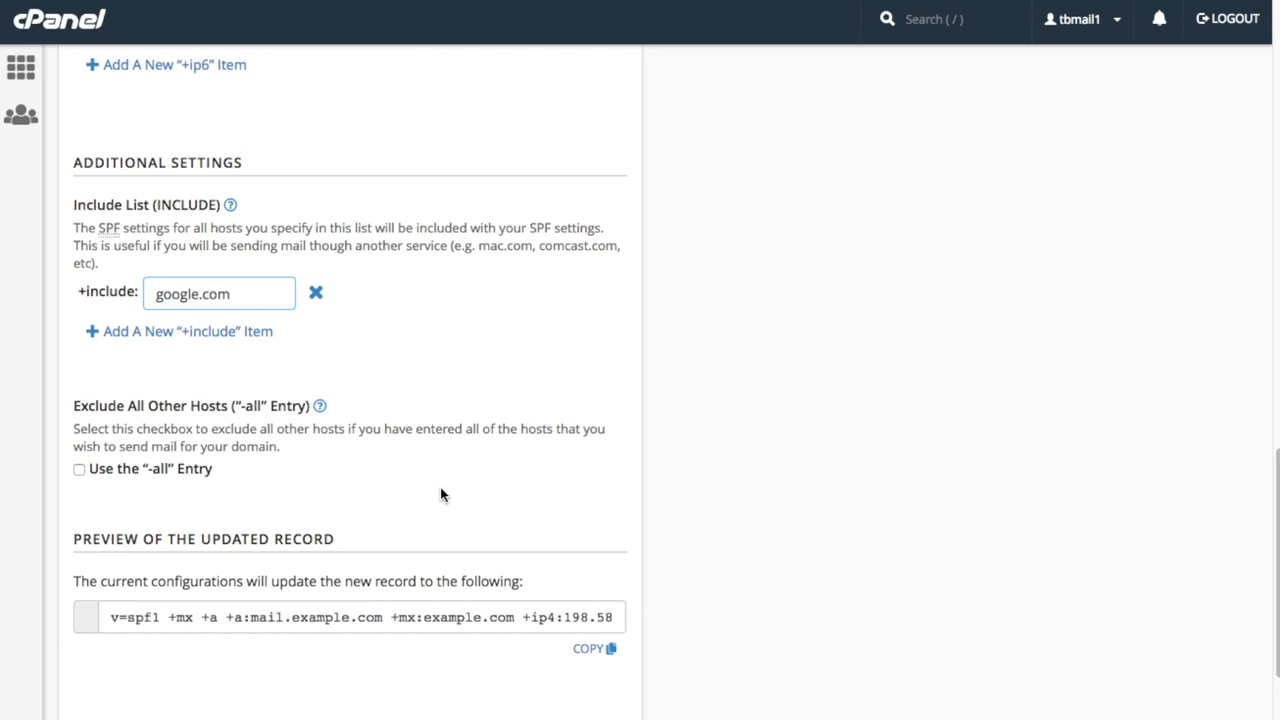 cPanel
Search ( / )
tbmail1
LOGOUT
Add A New “+ip6” Item
ADDITIONAL SETTINGS
Include List (INCLUDE)
The SPF settings for all hosts you specify in this list will be included with your SPF settings.
This is useful if you will be sending mail though another service (e.g. mac.com, comcast.com,
etc).
+include: google.com
Add A New “+include” Item
Exclude All Other Hosts (“-all” Entry)
Select this checkbox to exclude all other hosts if you have entered all of the hosts that you
wish to send mail for your domain.
Use the “-all” Entry
PREVIEW OF THE UPDATED RECORD
The current configurations will update the new record to the following:
v=spf1 +mx +a +a:mail.example.com +mx:example.com +ip4:198.58
COPY